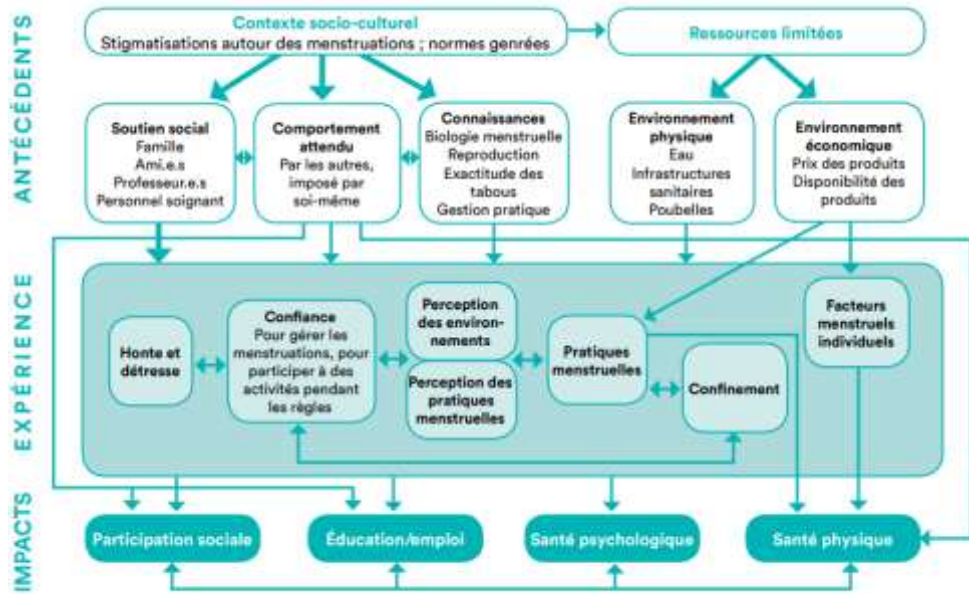 ANTÉCÉDENTS
Contexte socio-culturel
Stigmatisations autour des menstruations ; normes genrées
Ressources limitées
Soutien social
Famille
Ami.e.s
Professeur.e.s
Personnel soignant
Comportement
attendu
Par les autres,
imposé par
soi-même
Connaissances
Biologie menstruelle
Reproduction
Exactitude des
tabous
Gestion pratique
Environnement
physique
Eau
Infrastructures
sanitaires
Poubelles
Environnement
économique
Prix des produits
Disponibilité des
produits
EXPÉRIENCE
Honte et
détresse
Confiance
Pour gérer les
menstruations, pour
participer à des
activités pendant
les règles
Perception
des environ-
nements
Perception des
pratiques
menstruelles
Pratiques
menstruelles
Confinement
Facteurs
menstruels
individuels
IMPACTS
Participation sociale
Éducation/emploi
Santé psychologique
Santé physique